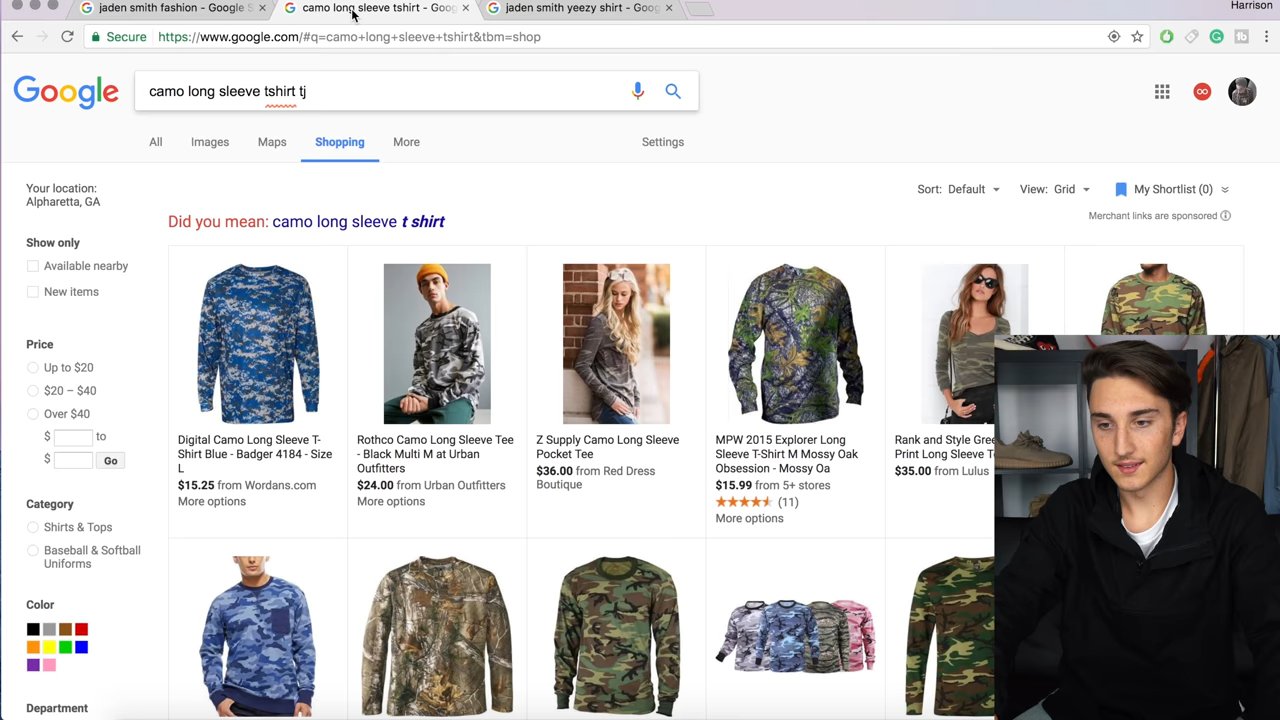 jaden smith fashion - Google S
camo long sleeve tshirt - Goog
jaden smith yeezy shirt - Goog
Harrison
Secure
https://www.google.com/#q=camo+long+sleeve+tshirt&tbm=shop
Google
camo long sleeve tshirt tj
All
Images
Maps
Shopping
More
Settings
Your location:
Alpharetta, GA
Sort: Default
View: Grid
My Shortlist (0)
Merchant links are sponsored
Did you mean: camo long sleeve t shirt
Show only
Available nearby
New items
Price
Up to $20
$20 – $40
Over $40
$ to
$ Go
Category
Shirts & Tops
Baseball & Softball
Uniforms
Color
Department
Digital Camo Long Sleeve T-
Shirt Blue - Badger 4184 - Size
L
$15.25 from Wordans.com
More options
Rothco Camo Long Sleeve Tee
- Black Multi M at Urban
Outfitters
$24.00 from Urban Outfitters
More options
Z Supply Camo Long Sleeve
Pocket Tee
$36.00 from Red Dress
Boutique
MPW 2015 Explorer Long
Sleeve T-Shirt M Mossy Oak
Obsession - Mossy Oa
$15.99 from 5+ stores
(11)
More options
Rank and Style Gree
Print Long Sleeve T
$35.00 from Lulus